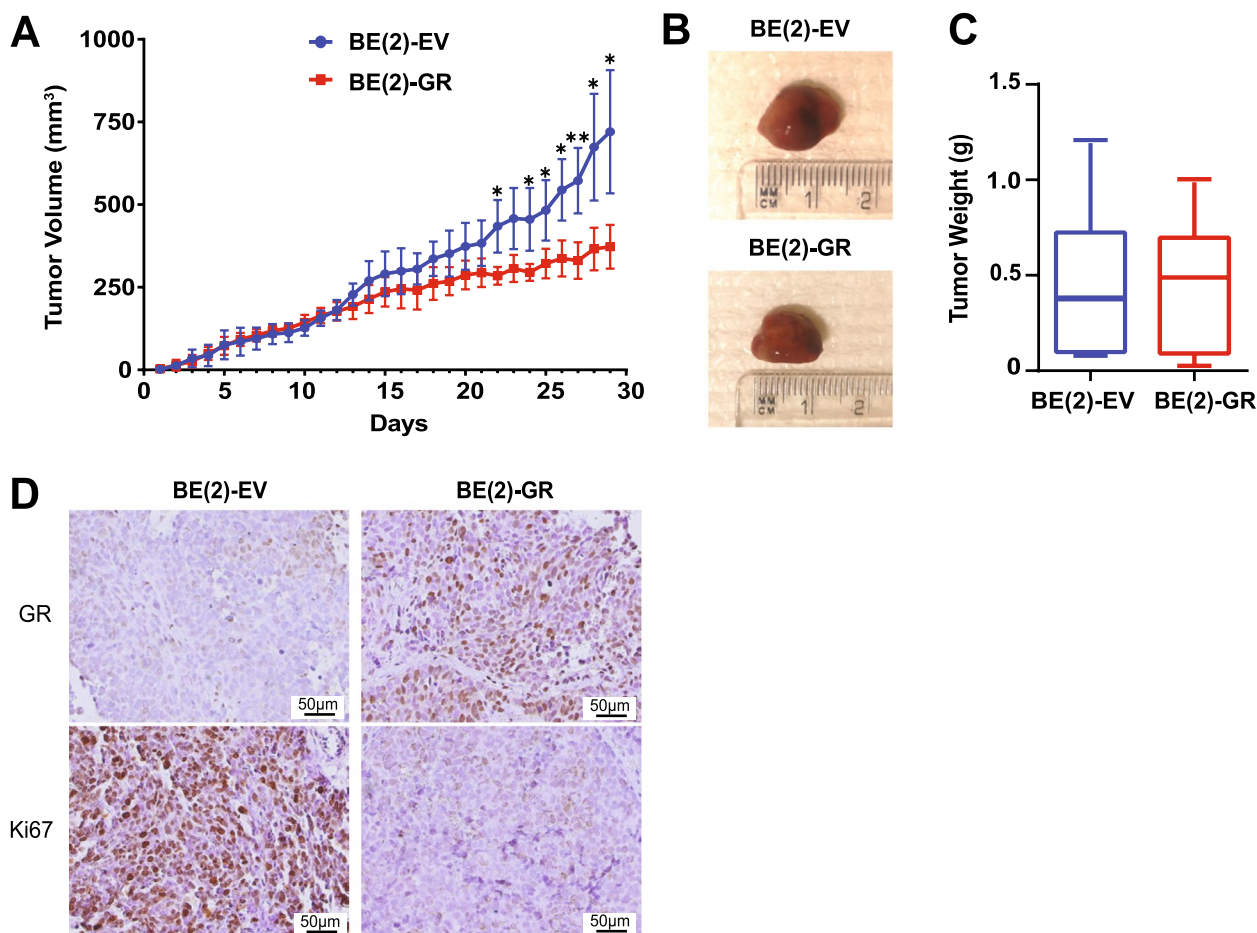 A
1000
750
500
250
0
Tumor Volume (mm³)
BE(2)-EV
BE(2)-GR
* * * * ** * *
0 5 10 15 20 25 30
Days
B
BE(2)-EV
MM
CM
1 2
BE(2)-GR
MM
CM
1 2
C
1.5
1.0
0.5
0
Tumor Weight (g)
BE(2)-EV BE(2)-GR
D
BE(2)-EV BE(2)-GR
GR
50µm 50µm
Ki67
50µm 50µm